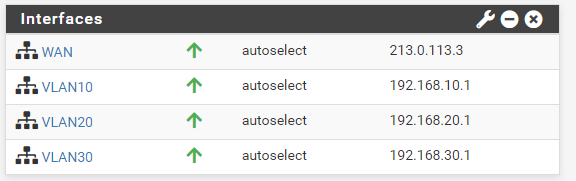 Interfaces
WAN autoselect 213.0.113.3
VLAN10 autoselect 192.168.10.1
VLAN20 autoselect 192.168.20.1
VLAN30 autoselect 192.168.30.1